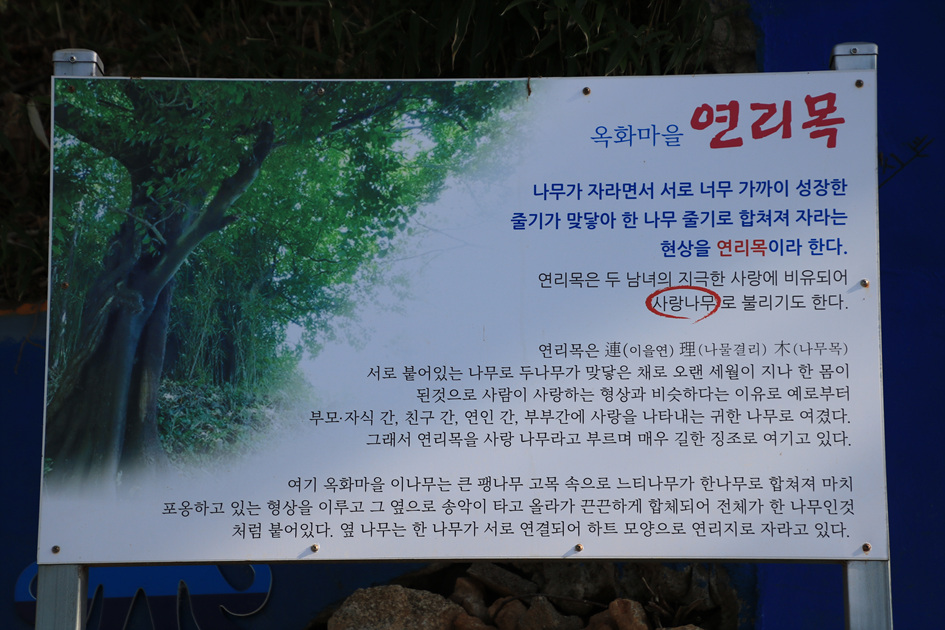 옥화마을 연리목
나무가 자라면서 서로 너무 가까이 성장한
줄기가 맞닿아 한 나무 줄기로 합쳐져 자라는
현상을 연리목이라 한다.
연리목은 두 남녀의 지극한 사랑에 비유되어
사랑나무로 불리기도 한다.
연리목은 連(이을연) 理(나물결리) 木(나무목)
서로 붙어있는 나무로 두나무가 맞닿은 채로 오랜 세월이 지나 한 몸이
된것으로 사람이 사랑하는 형상과 비슷하다는 이유로 예로부터
부모·자식 간, 친구 간, 연인 간, 부부간에 사랑을 나타내는 귀한 나무로 여겼다.
그래서 연리목을 사랑 나무라고 부르며 매우 길한 징조로 여기고 있다.
여기 옥화마을 이나무는 큰 팽나무 고목 속으로 느티나무가 한나무로 합쳐져 마치
포옹하고 있는 형상을 이루고 그 옆으로 송악이 타고 올라가 끈끈하게 합체되어 전체가 한 나무인것
처럼 붙어있다. 옆 나무는 한 나무가 서로 연결되어 하트 모양으로 연리지로 자라고 있다.